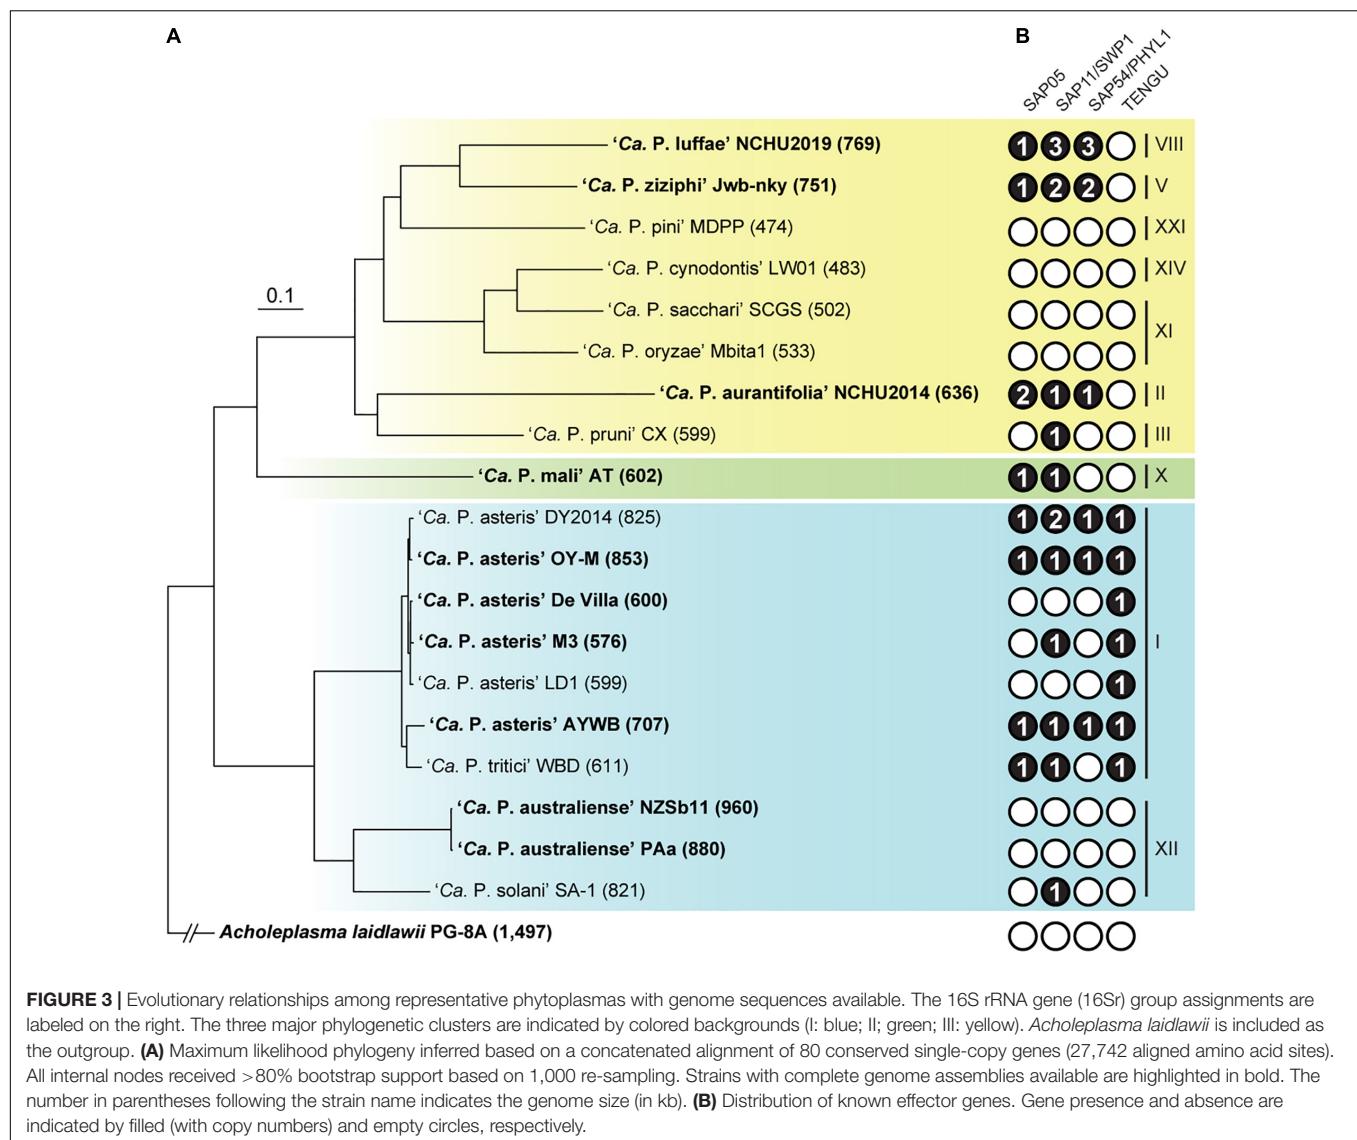 A
B
SAP05
SAP11/SWP1
SAP54/PHYL1
TENGU
0.1
‘Ca. P. luffae’ NCHU2019 (769) 1 3 3 VIII
‘Ca. P. ziziphi’ Jwb-nky (751) 1 2 2 V
‘Ca. P. pini’ MDPP (474) XXI
‘Ca. P. cynodontis’ LW01 (483) XIV
‘Ca. P. sacchari’ SCGS (502)
XI
‘Ca. P. oryzae’ Mbita1 (533)
‘Ca. P. aurantifolia’ NCHU2014 (636) 2 1 1 II
‘Ca. P. pruni’ CX (599) 1 III
‘Ca. P. mali’ AT (602) 1 1 X
‘Ca. P. asteris’ DY2014 (825) 1 2 1 1
‘Ca. P. asteris’ OY-M (853) 1 1 1 1
‘Ca. P. asteris’ De Villa (600) 1
‘Ca. P. asteris’ M3 (576) 1 1 I
‘Ca. P. asteris’ LD1 (599) 1
‘Ca. P. asteris’ AYWB (707) 1 1 1 1
‘Ca. P. tritici’ WBD (611) 1 1 1
‘Ca. P. australiense’ NZSb11 (960)
‘Ca. P. australiense’ PAa (880) XII
‘Ca. P. solani’ SA-1 (821) 1
Acholeplasma laidlawii PG-8A (1,497)
FIGURE 3 | Evolutionary relationships among representative phytoplasmas with genome sequences available. The 16S rRNA gene (16Sr) group assignments are
labeled on the right. The three major phylogenetic clusters are indicated by colored backgrounds (I: blue; II; green; III: yellow). Acholeplasma laidlawii is included as
the outgroup. (A) Maximum likelihood phylogeny inferred based on a concatenated alignment of 80 conserved single-copy genes (27,742 aligned amino acid sites).
All internal nodes received >80% bootstrap support based on 1,000 re-sampling. Strains with complete genome assemblies available are highlighted in bold. The
number in parentheses following the strain name indicates the genome size (in kb). (B) Distribution of known effector genes. Gene presence and absence are
indicated by filled (with copy numbers) and empty circles, respectively.